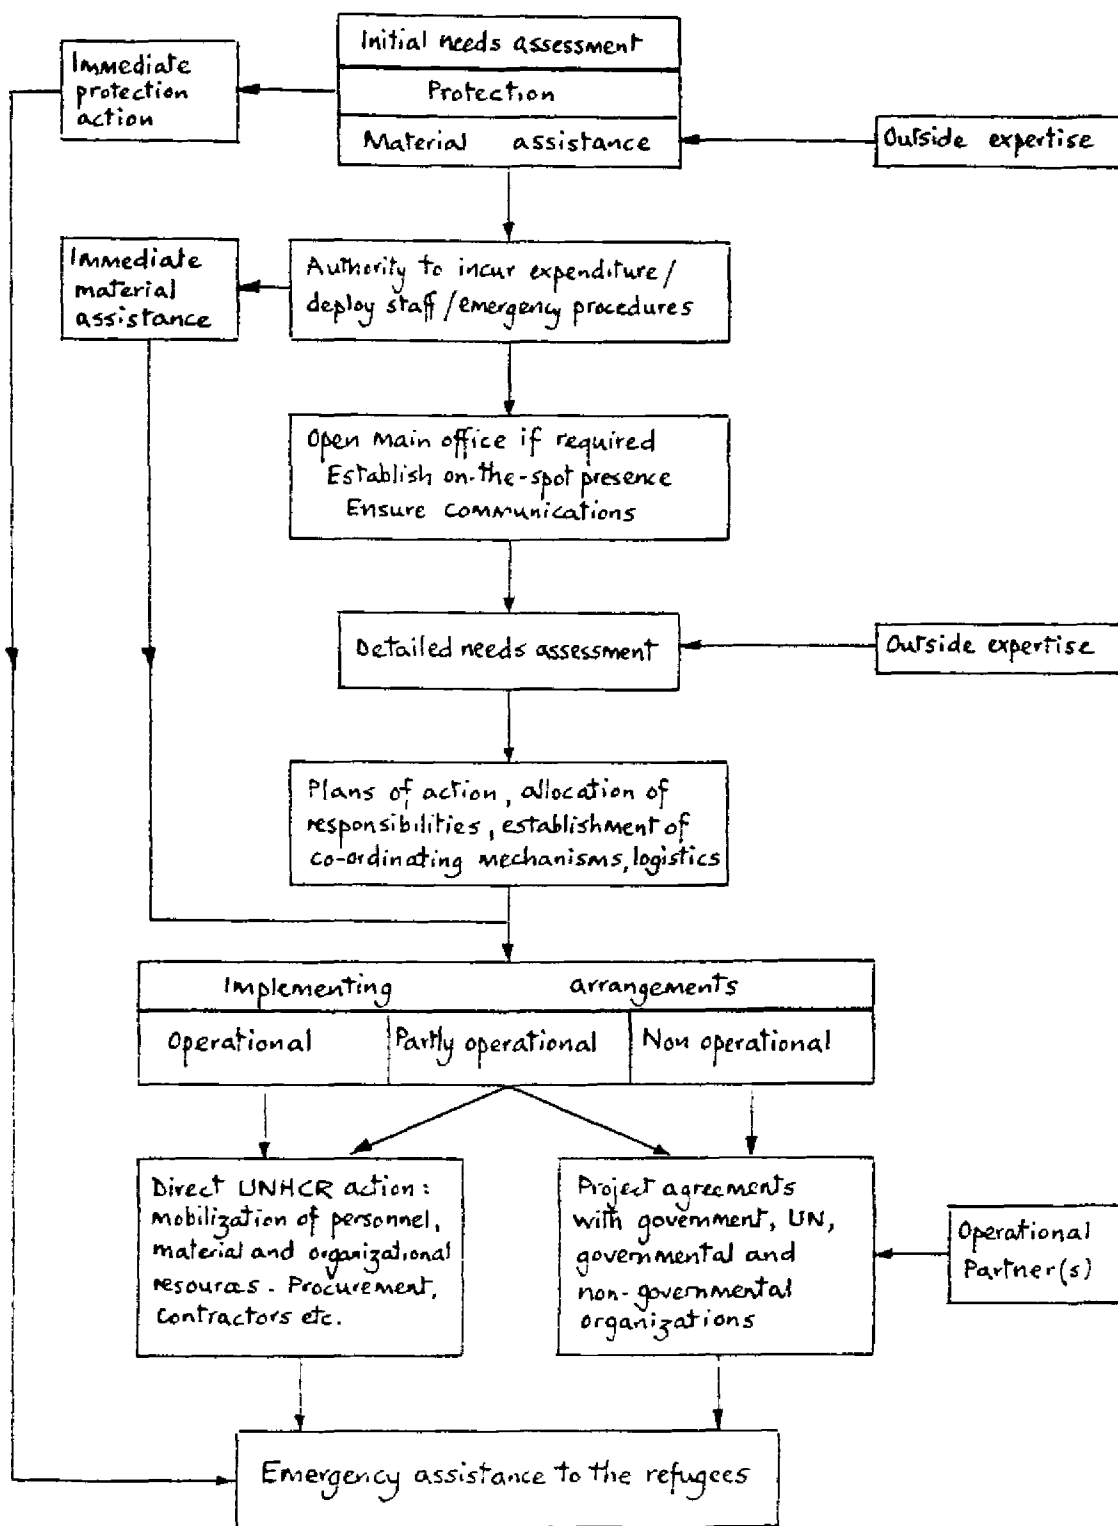 Initial needs assessment
Immediate
protection
action
Protection
Material assistance
Outside expertise
Immediate
material
assistance
Authority to incur expenditure/
deploy staff/emergency procedures
Open main office if required
Establish on-the-spot presence
Ensure communications
Detailed needs assessment
Outside expertise
Plans of action, allocation of
responsibilities, establishment of
co-ordinating mechanisms, logistics
Implementing arrangements
Operational
Partly operational
Non operational
Direct UNHCR action:
mobilization of personnel,
material and organizational
resources. Procurement,
Contractors etc.
Project agreements
with government, UN,
governmental and
non-governmental
organizations
Operational
Partner(s)
Emergency assistance to the refugees